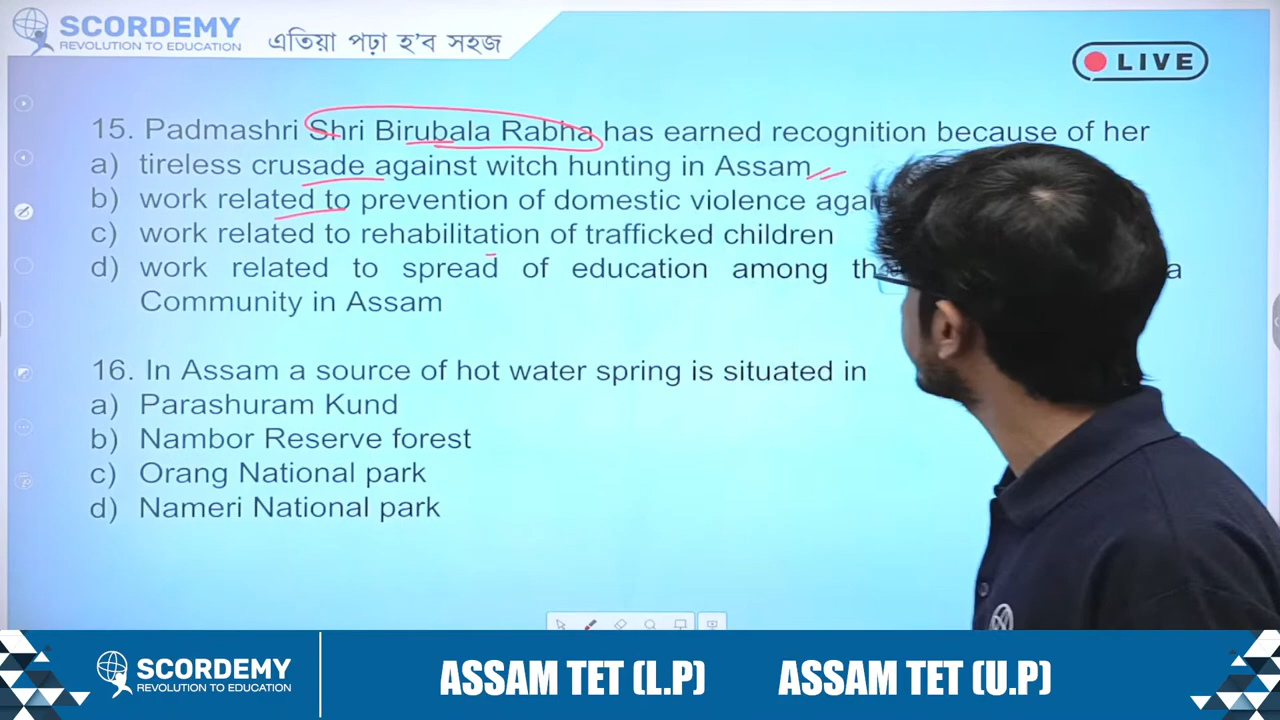 SCORDEMY
REVOLUTION TO EDUCATION
এতিয়া পঢ়া হ'ব সহজ
LIVE
15. Padmashri Shri Birubala Rabha has earned recognition because of her
a) tireless crusade against witch hunting in Assam
b) work related to prevention of domestic violence
c) work related to rehabilitation of trafficked children
d) work related to spread of education among
Community in Assam
16. In Assam a source of hot water spring is situated in
a) Parashuram Kund
b) Nambor Reserve forest
c) Orang National park
d) Nameri National park
SCORDEMY
REVOLUTION TO EDUCATION
ASSAM TET (L.P)
ASSAM TET (U.P)